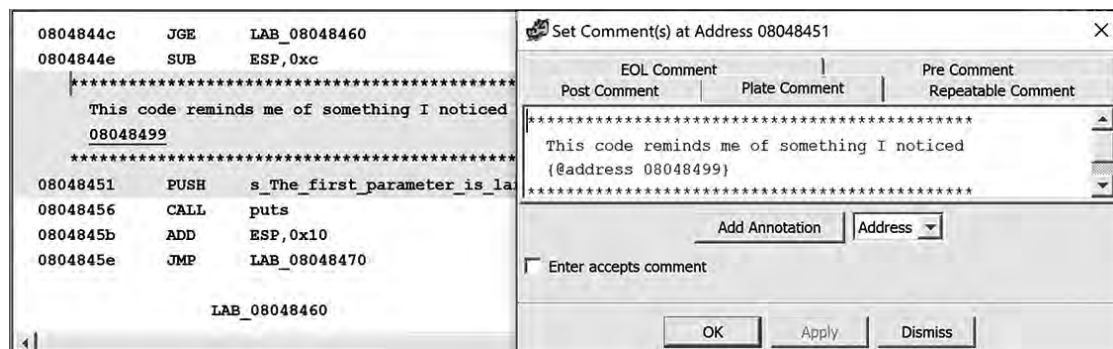 0804844c JGE LAB_08048460
0804844e SUB ESP,0xc
************************************************
This code reminds me of something I noticed
08048499
************************************************
08048451 PUSH s_The_first_parameter_is_la
08048456 CALL puts
0804845b ADD ESP,0x10
0804845e JMP LAB_08048470
LAB_08048460
Set Comment(s) at Address 08048451
EOL Comment Pre Comment
Post Comment Plate Comment Repeatable Comment
***********************************************
This code reminds me of something I noticed
{@address 08048499}
***********************************************
Add Annotation Address
Enter accepts comment
OK Apply Dismiss